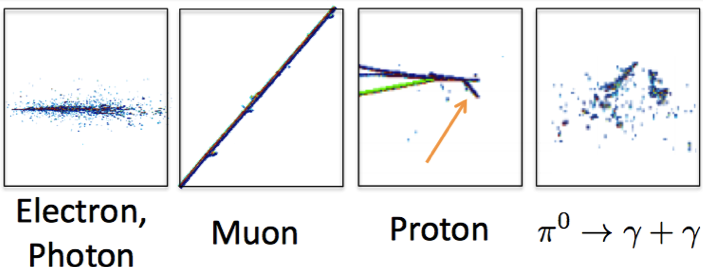 Electron,
Photon
Muon
Proton
π⁰ → γ + γ